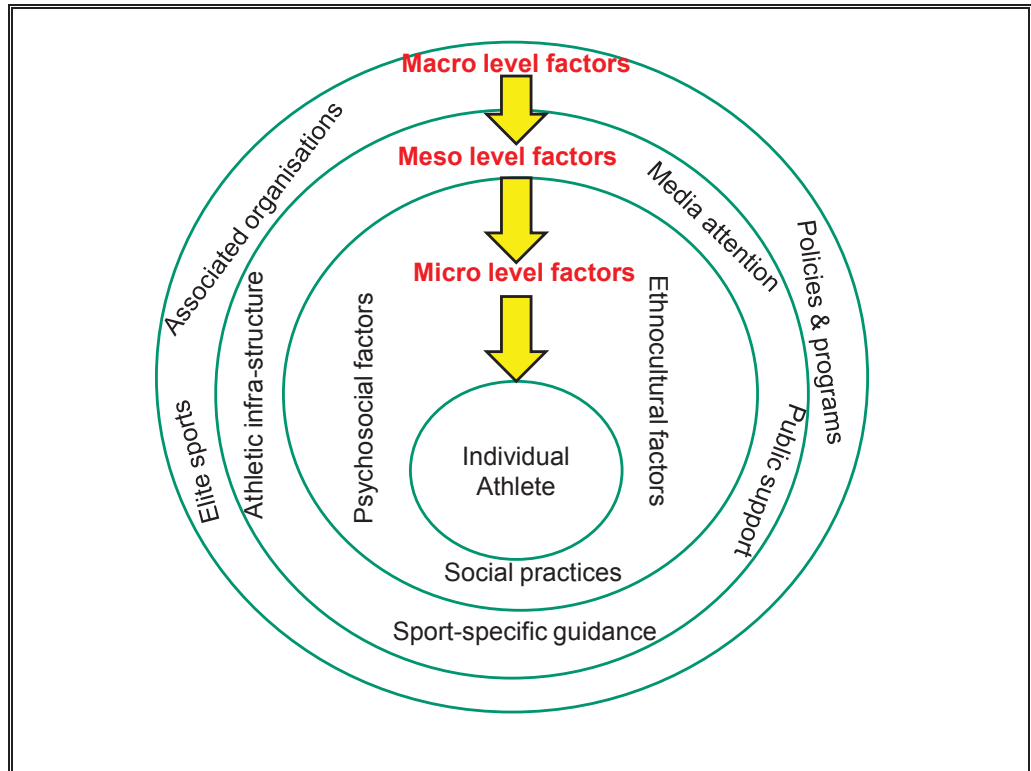 Macro level factors
Associated organisations
Elite sports
Policies & programs
Meso level factors
Athletic infra-structure
Media attention
Public support
Sport-specific guidance
Micro level factors
Psychosocial factors
Ethnocultural factors
Social practices
Individual
Athlete